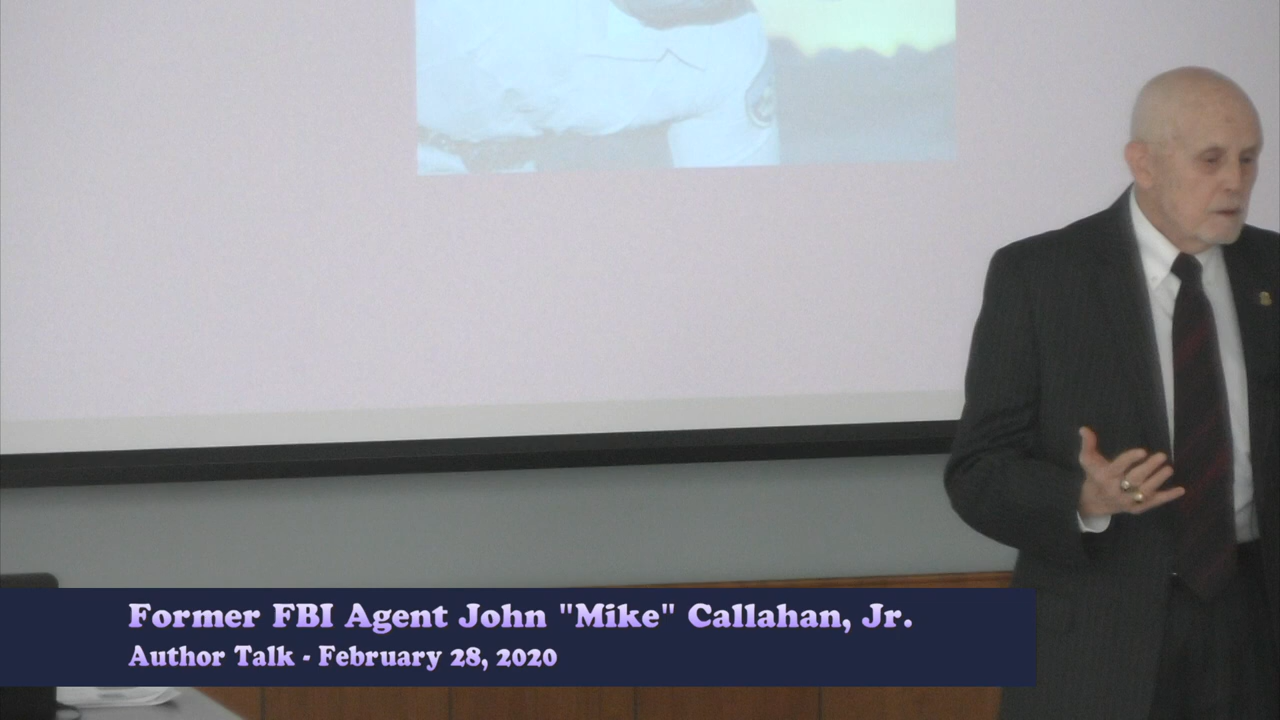 Former FBI Agent John "Mike" Callahan, Jr.
Author Talk - February 28, 2020